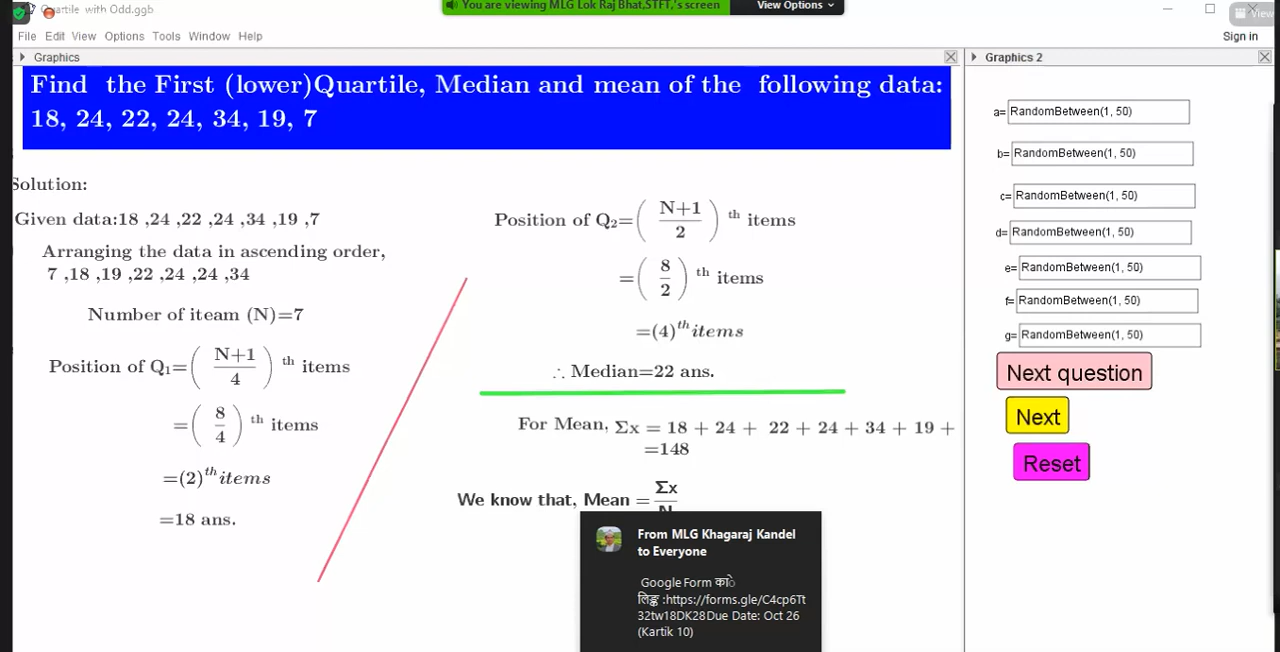 Quartile with Odd.ggb
You are viewing MLG Lok Raj Bhat,STFT,'s screen
View Options
View
File Edit View Options Tools Window Help
Sign in
Graphics
Graphics 2
Find the First (lower)Quartile, Median and mean of the following data:
18, 24, 22, 24, 34, 19, 7
Solution:
Given data:18 ,24 ,22 ,24 ,34 ,19 ,7
Arranging the data in ascending order,
7 ,18 ,19 ,22 ,24 ,24 ,34
Number of iteam (N)=7
Position of Q₁=( N+1/4 ) th items
=( 8/4 ) th items
=(2)th items
=18 ans.
Position of Q₂=( N+1/2 ) th items
=( 8/2 ) th items
=(4)th items
∴ Median=22 ans.
For Mean, Σx = 18 + 24 + 22 + 24 + 34 + 19 +
=148
We know that, Mean = Σx/N
From MLG Khagaraj Kandel
to Everyone
Google Form काे
लिङ्क :https://forms.gle/C4cp6Tt
32tw18DK28Due Date: Oct 26
(Kartik 10)
a= RandomBetween(1, 50)
b= RandomBetween(1, 50)
c= RandomBetween(1, 50)
d= RandomBetween(1, 50)
e= RandomBetween(1, 50)
f= RandomBetween(1, 50)
g= RandomBetween(1, 50)
Next question
Next
Reset